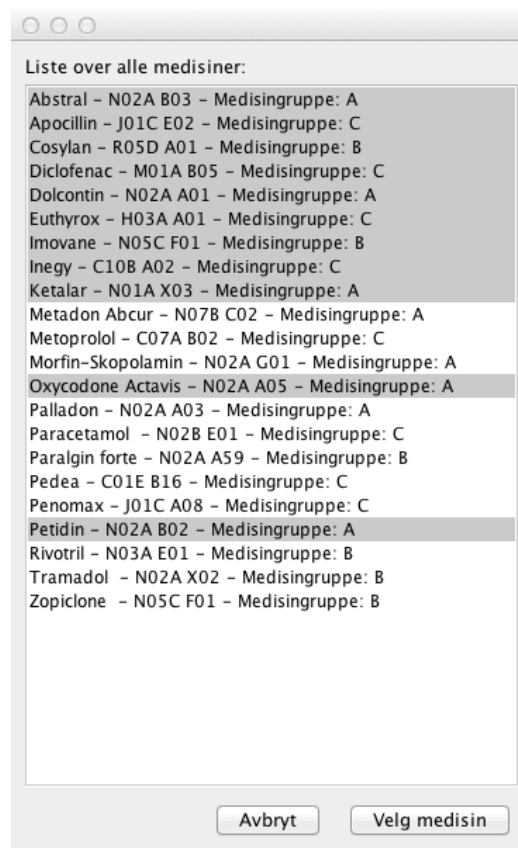 Liste over alle medisiner:
Abstral – N02A B03 – Medisingruppe: A
Apocillin – J01C E02 – Medisingruppe: C
Cosylan – R05D A01 – Medisingruppe: B
Diclofenac – M01A B05 – Medisingruppe: C
Dolcontin – N02A A01 – Medisingruppe: A
Euthyrox – H03A A01 – Medisingruppe: C
Imovane – N05C F01 – Medisingruppe: B
Inegy – C10B A02 – Medisingruppe: C
Ketalar – N01A X03 – Medisingruppe: A
Metadon Abcur – N07B C02 – Medisingruppe: A
Metoprolol – C07A B02 – Medisingruppe: C
Morfin–Skopolamin – N02A G01 – Medisingruppe: A
Oxycodone Actavis – N02A A05 – Medisingruppe: A
Palladon – N02A A03 – Medisingruppe: A
Paracetamol  – N02B E01 – Medisingruppe: C
Paralgin forte – N02A A59 – Medisingruppe: B
Pedea – C01E B16 – Medisingruppe: C
Penomax – J01C A08 – Medisingruppe: C
Petidin – N02A B02 – Medisingruppe: A
Rivotril – N03A E01 – Medisingruppe: B
Tramadol  – N02A X02 – Medisingruppe: B
Zopiclone  – N05C F01 – Medisingruppe: B
Avbryt Velg medisin